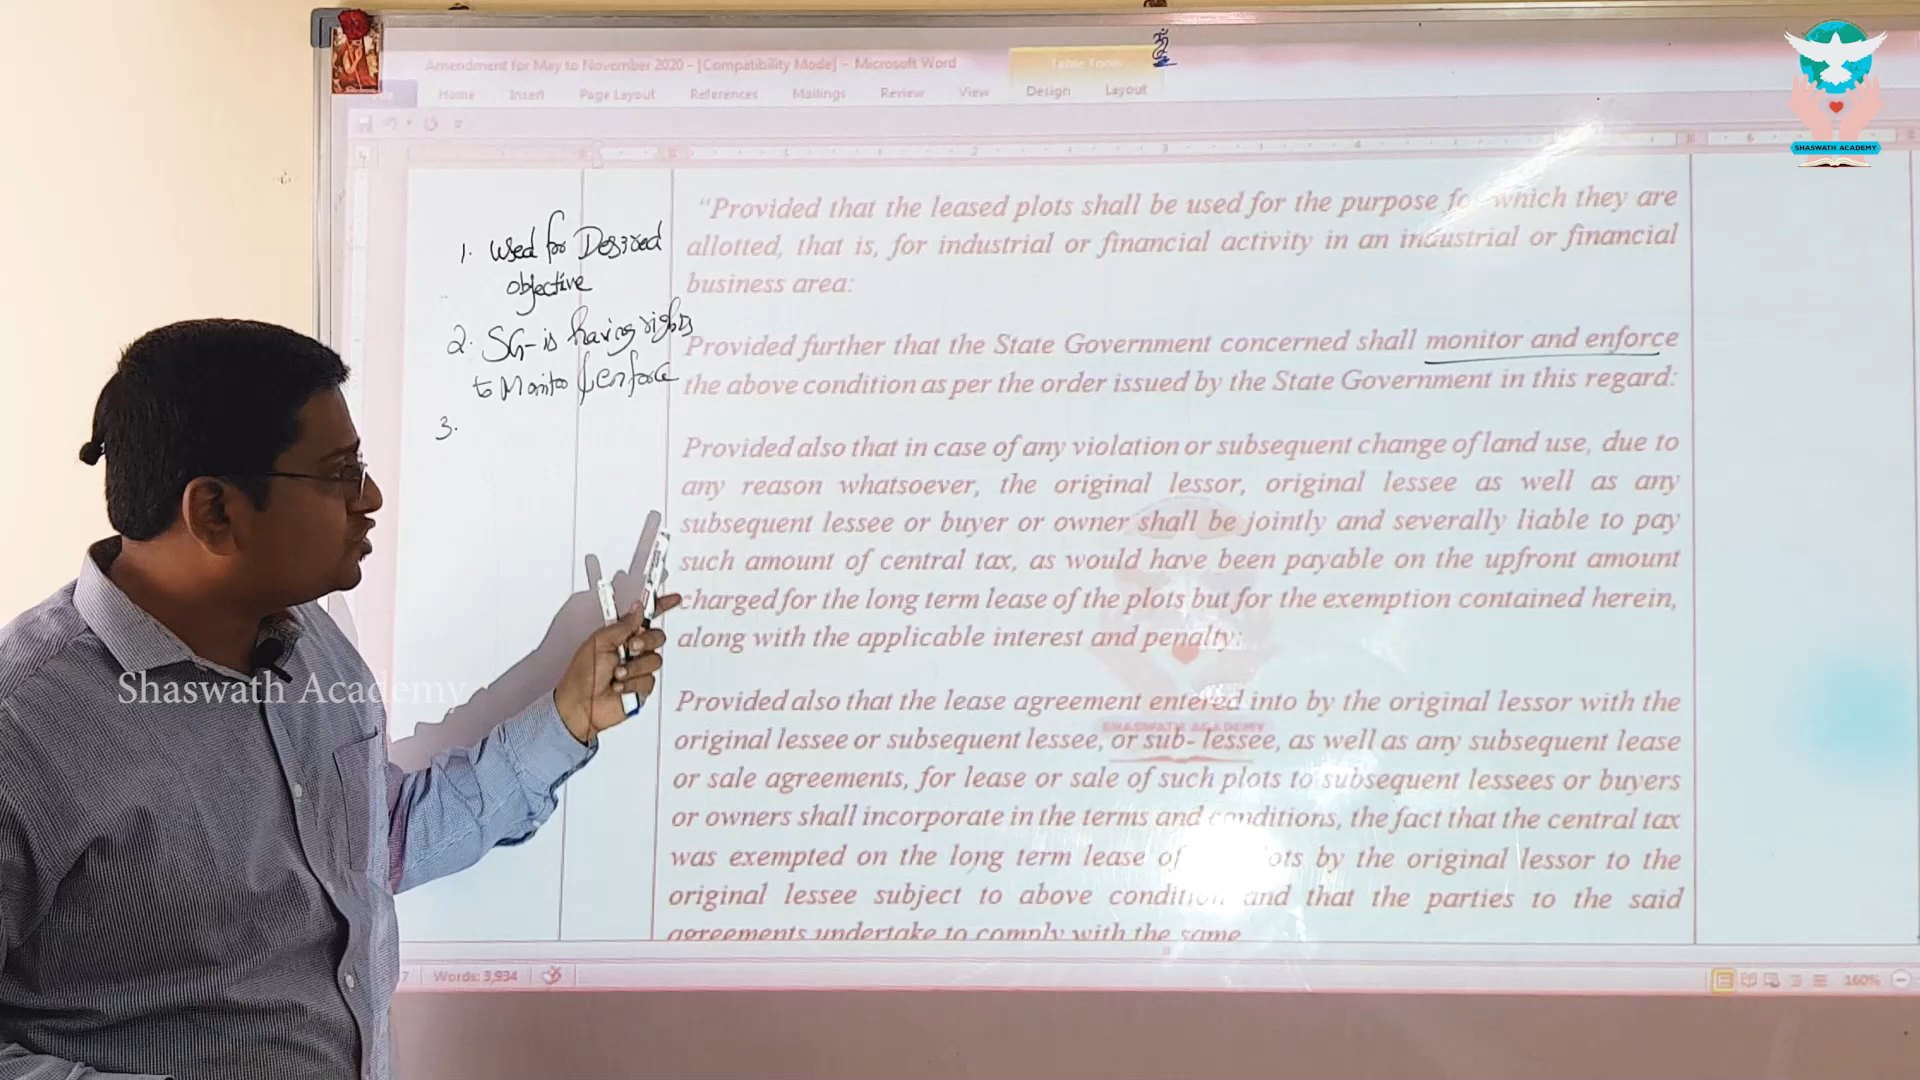 ॐ
Amendment for May to November 2020 - [Compatibility Mode] - Microsoft Word
Table Tools
Home Insert Page Layout References Mailings Review View Design Layout
SHASWATH ACADEMY
1. Used for Desired
objective
2. SG- is having rights
to Monitor & enforce
3.
“Provided that the leased plots shall be used for the purpose for which they are
allotted, that is, for industrial or financial activity in an industrial or financial
business area:
Provided further that the State Government concerned shall monitor and enforce
the above condition as per the order issued by the State Government in this regard:
Provided also that in case of any violation or subsequent change of land use, due to
any reason whatsoever, the original lessor, original lessee as well as any
subsequent lessee or buyer or owner shall be jointly and severally liable to pay
such amount of central tax, as would have been payable on the upfront amount
charged for the long term lease of the plots but for the exemption contained herein,
along with the applicable interest and penalty:
Provided also that the lease agreement entered into by the original lessor with the
original lessee or subsequent lessee, or sub- lessee, as well as any subsequent lease
or sale agreements, for lease or sale of such plots to subsequent lessees or buyers
or owners shall incorporate in the terms and conditions, the fact that the central tax
was exempted on the long term lease of plots by the original lessor to the
original lessee subject to above condition and that the parties to the said
agreements undertake to comply with the same
Shaswath Academy
SHASWATH ACADEMY
7 Words: 3,934 160%